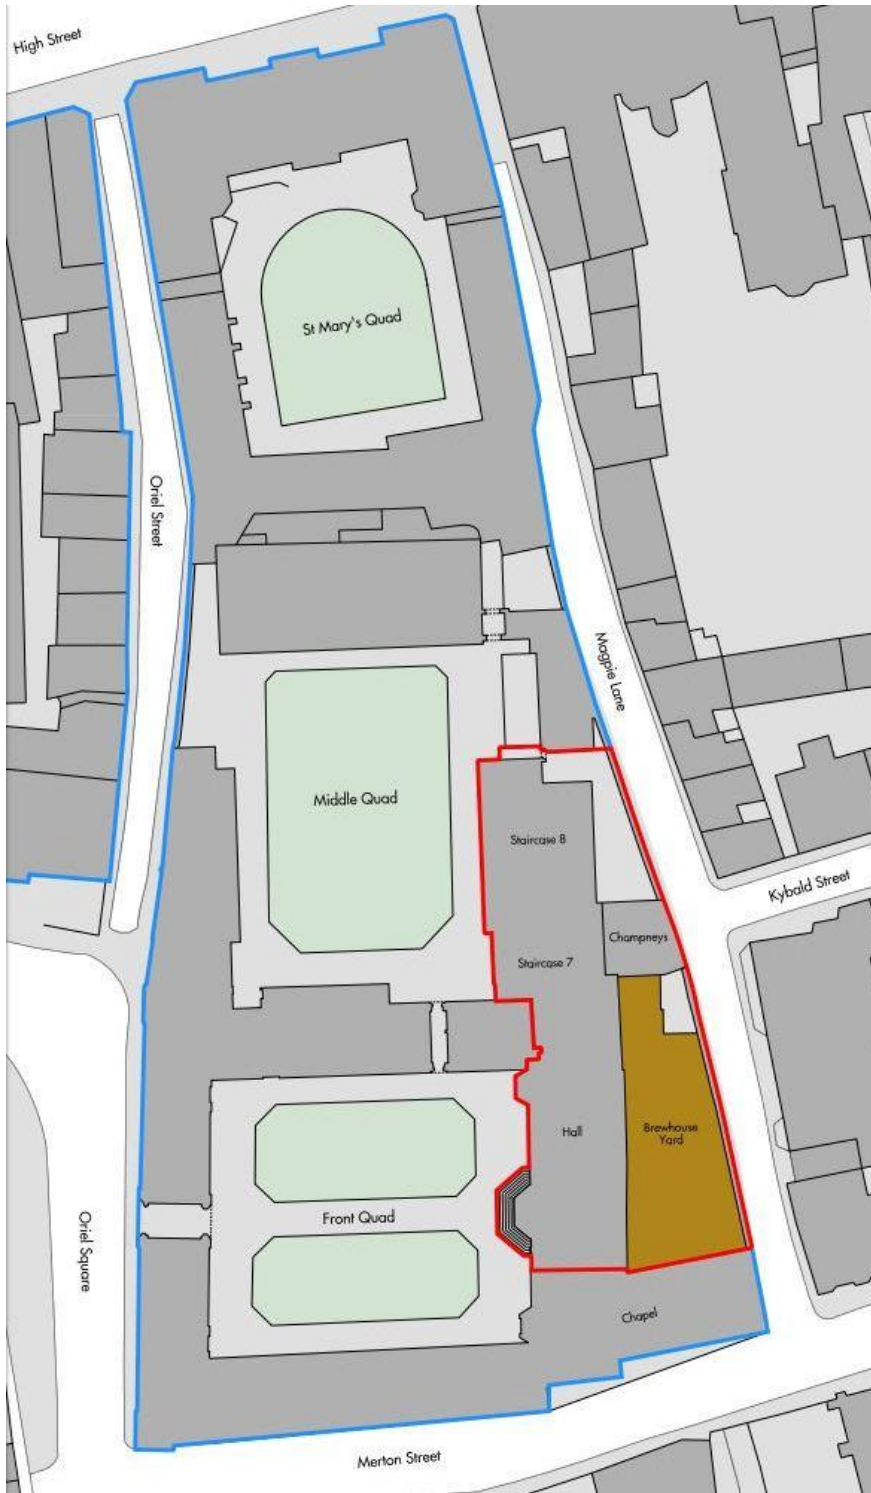 High Street
St Mary's Quad
Oriel Street
Magpie Lane
Middle Quad
Staircase 8
Kybald Street
Champneys
Staircase 7
Hall
Brewhouse
Yard
Front Quad
Oriel Square
Chapel
Merton Street